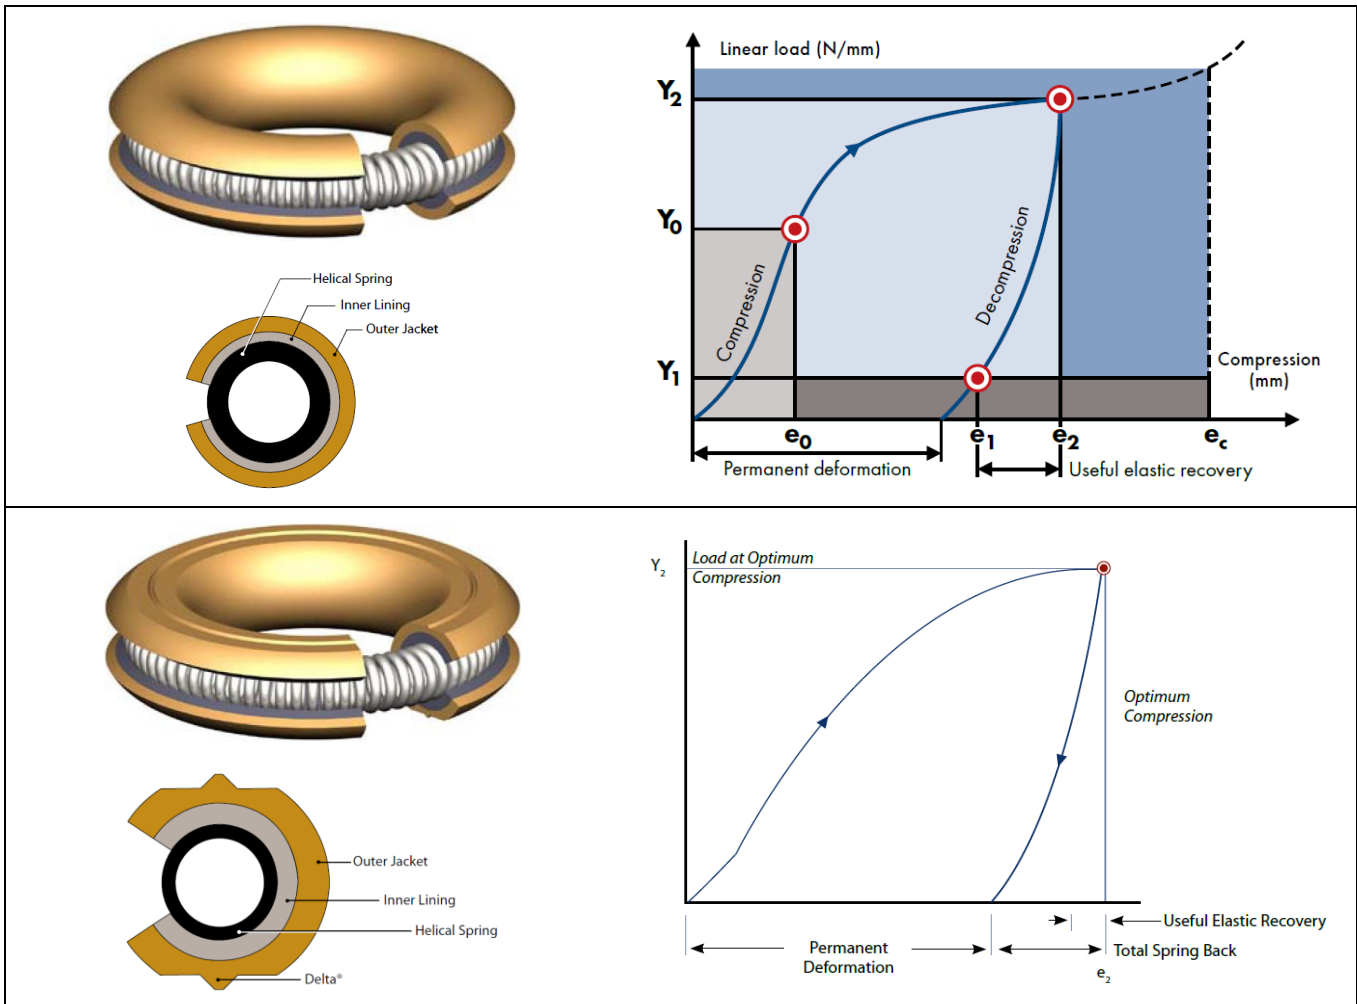 Linear load (N/mm)
Y2
Y0
Y1
Compression
Decompression
Compression
(mm)
e0
e1
e2
ec
Permanent deformation
Useful elastic recovery
Helical Spring
Inner Lining
Outer Jacket
Y2
Load at Optimum
Compression
Optimum
Compression
Useful Elastic Recovery
Permanent
Deformation
Total Spring Back
e2
Outer Jacket
Inner Lining
Helical Spring
Delta®